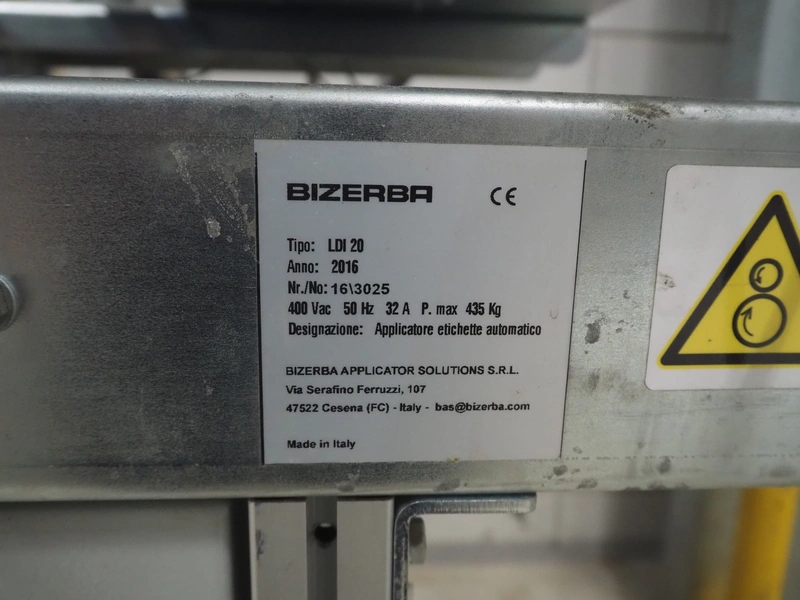 BIZERBA CE
Tipo: LDI 20
Anno: 2016
Nr./No: 16\3025
400 Vac 50 Hz 32 A P. max 435 Kg
Designazione: Applicatore etichette automatico
BIZERBA APPLICATOR SOLUTIONS S.R.L.
Via Serafino Ferruzzi, 107
47522 Cesena (FC) - Italy - bas@bizerba.com
Made in Italy